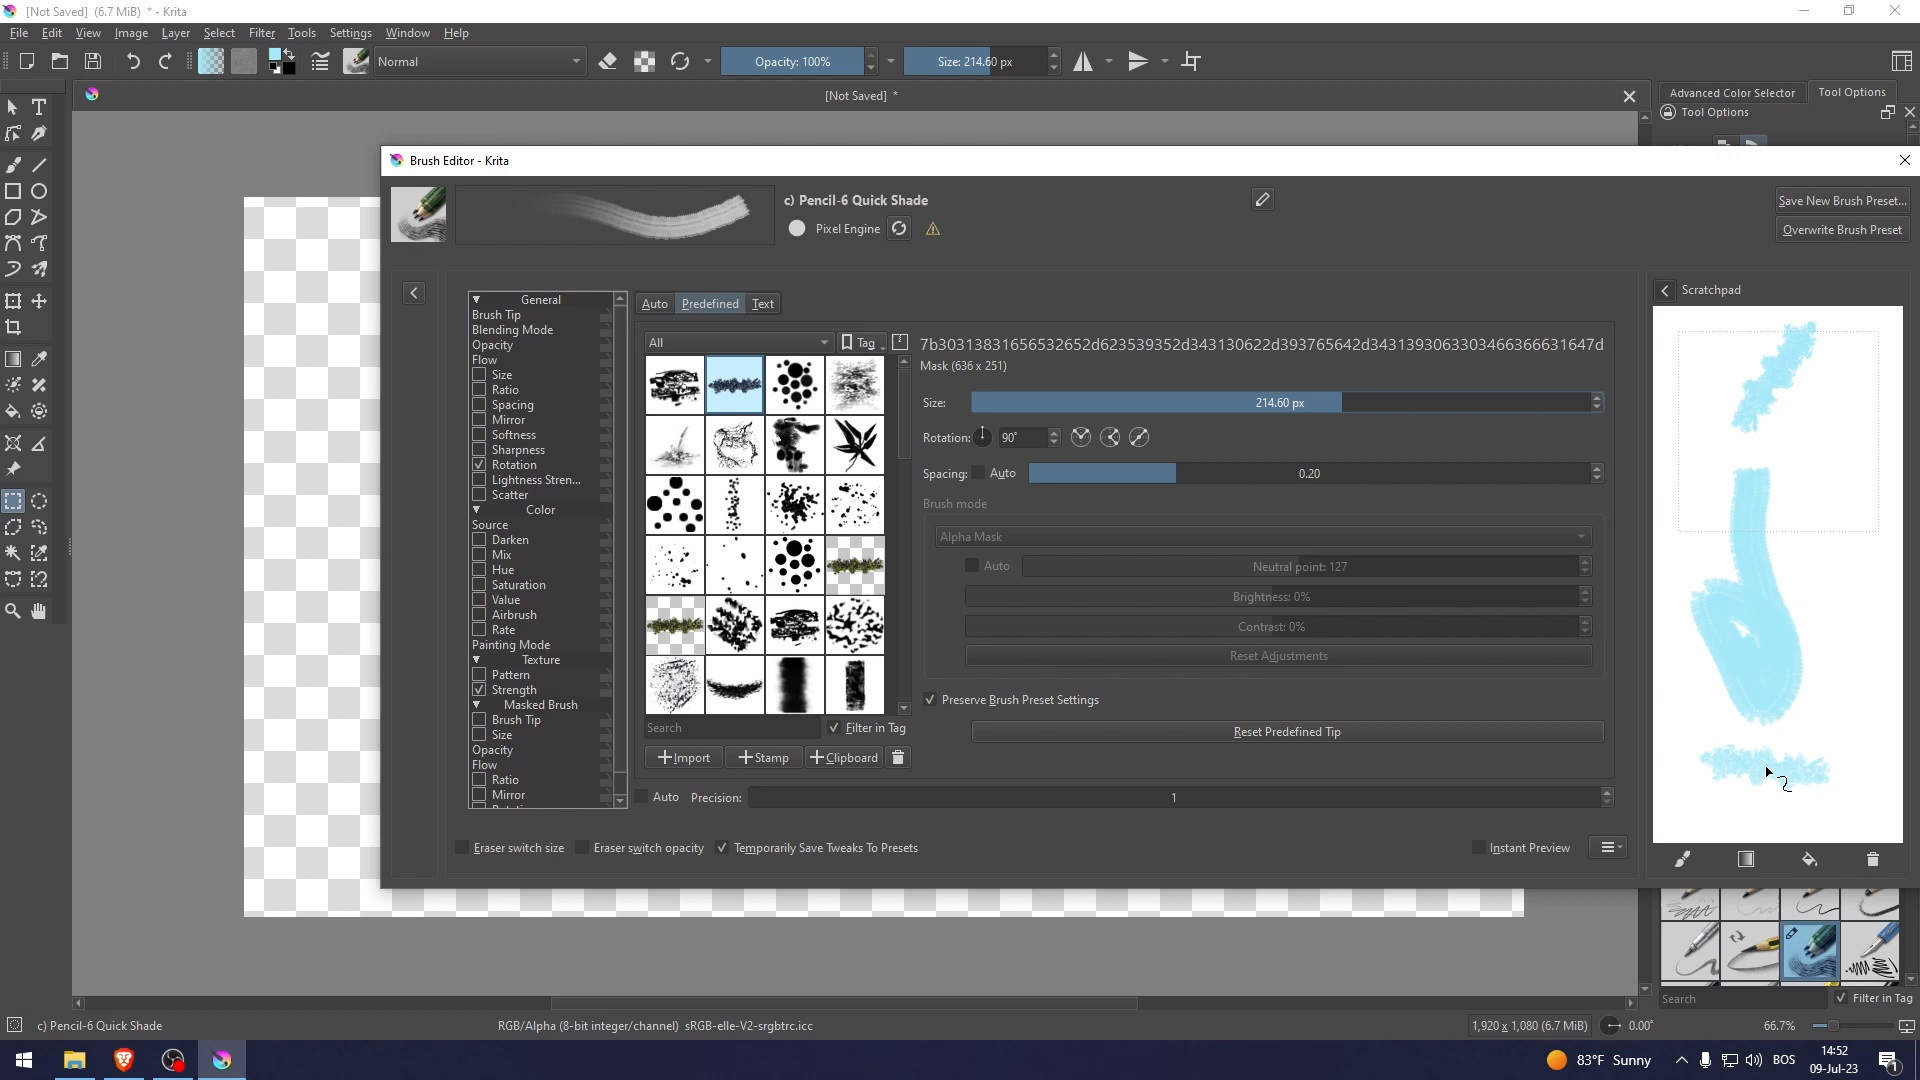 [Not Saved]  (6.7 MiB)  * - Krita
File Edit View Image Layer Select Filter Tools Settings Window Help
Normal
Opacity: 100%
Size: 214.60 px
[Not Saved]  *
Advanced Color Selector
Tool Options
Tool Options
Brush Editor - Krita
c) Pencil-6 Quick Shade
Pixel Engine
Save New Brush Preset...
Overwrite Brush Preset
General
Brush Tip
Blending Mode
Opacity
Flow
Size
Ratio
Spacing
Mirror
Softness
Sharpness
Rotation
Lightness Stren...
Scatter
Color
Source
Darken
Mix
Hue
Saturation
Value
Airbrush
Rate
Painting Mode
Texture
Pattern
Strength
Masked Brush
Brush Tip
Size
Opacity
Flow
Ratio
Mirror
Auto Predefined Text
All
Tag
Search
Filter in Tag
Import
Stamp
Clipboard
7b30313831656532652d623539352d343130622d393765642d343139306330346636663164​7d
Mask (636 x 251)
Size: 214.60 px
Rotation: 90°
Spacing: Auto 0.20
Brush mode
Alpha Mask
Auto Neutral point: 127
Brightness: 0%
Contrast: 0%
Reset Adjustments
Preserve Brush Preset Settings
Reset Predefined Tip
Auto Precision: 1
Eraser switch size
Eraser switch opacity
Temporarily Save Tweaks To Presets
Instant Preview
Scratchpad
Search
Filter in Tag
c) Pencil-6 Quick Shade
RGB/Alpha (8-bit integer/channel)  sRGB-elle-V2-srgbtrc.icc
1,920 x 1,080 (6.7 MiB)
0.00°
66.7%
83°F Sunny
BOS
14:52
09-Jul-23
1